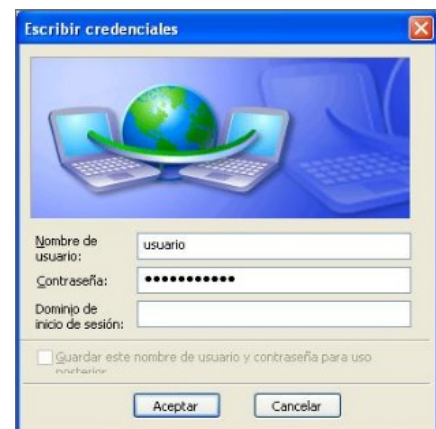 Escribir credenciales
Nombre de
usuario:
usuario
Contraseña:
●●●●●●●●●●●
Dominio de
inicio de sesión:
Guardar este nombre de usuario y contraseña para uso
posterior
Aceptar
Cancelar